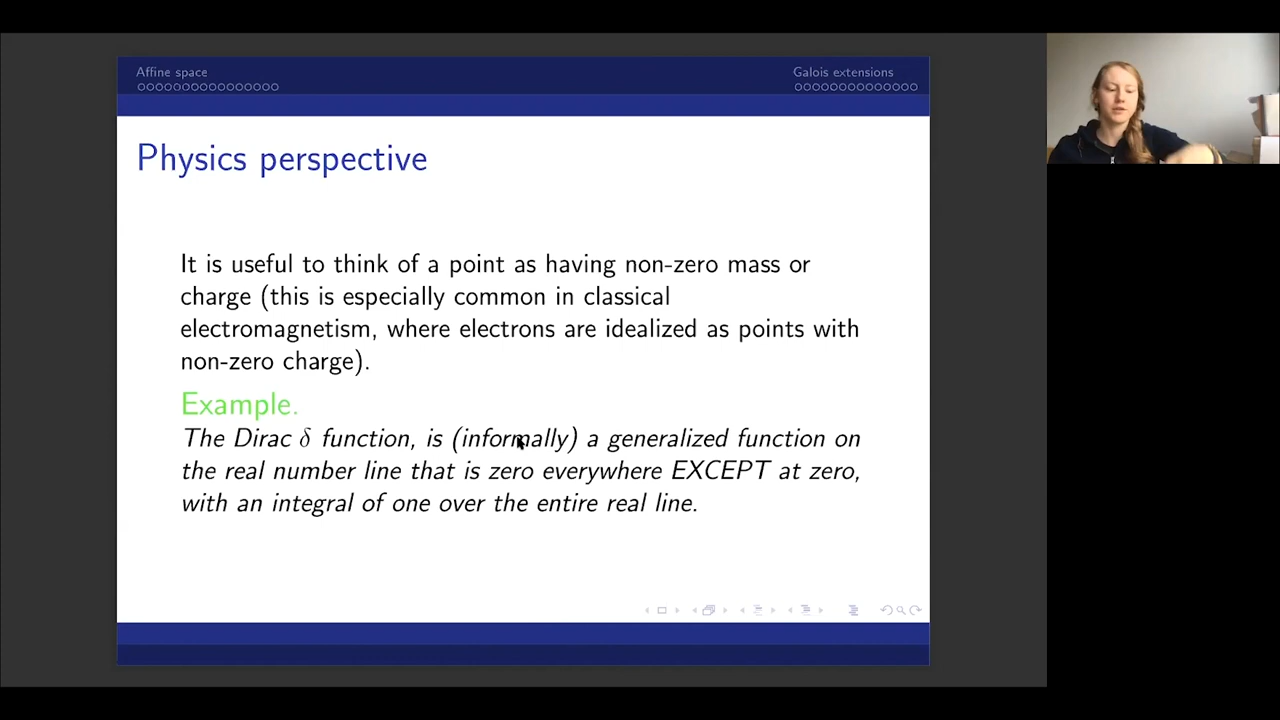 Affine space
Galois extensions
Physics perspective
It is useful to think of a point as having non-zero mass or
charge (this is especially common in classical
electromagnetism, where electrons are idealized as points with
non-zero charge).
Example.
The Dirac δ function, is (informally) a generalized function on
the real number line that is zero everywhere EXCEPT at zero,
with an integral of one over the entire real line.